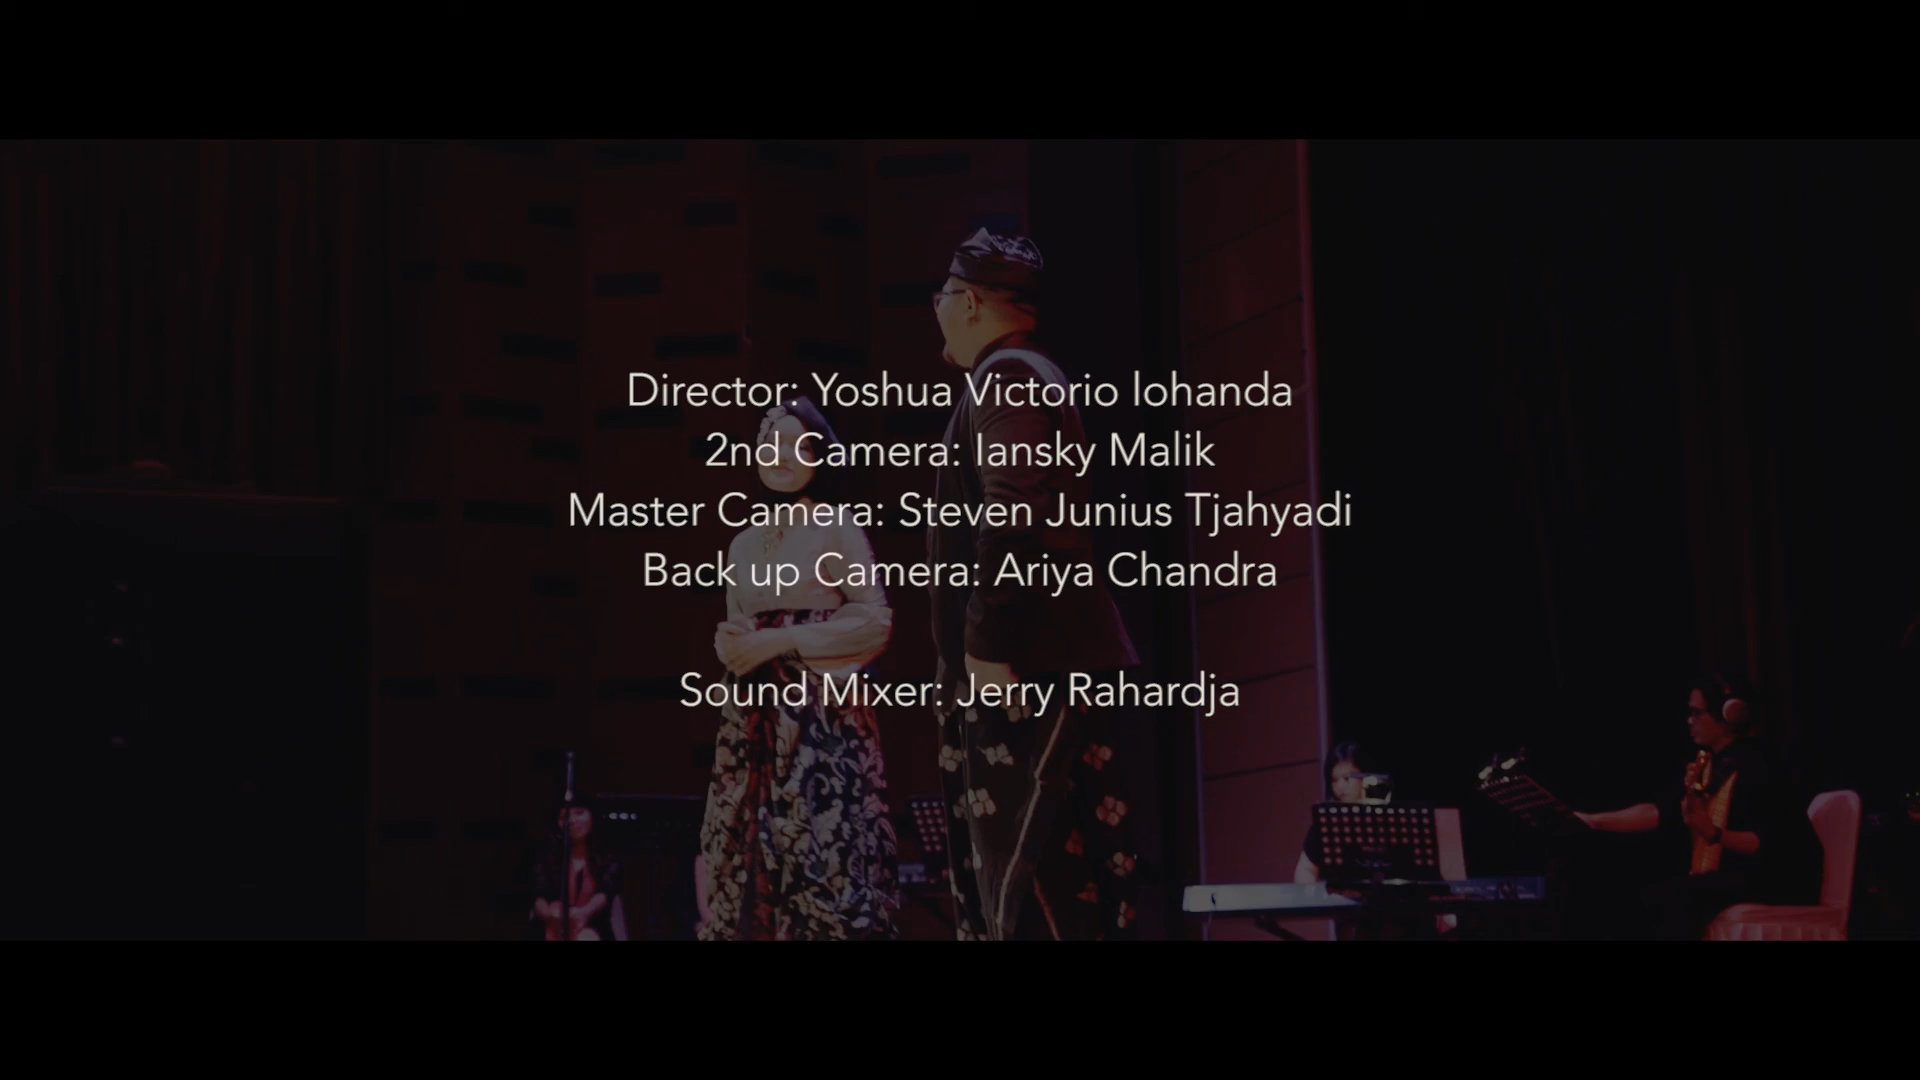 Director: Yoshua Victorio lohanda
2nd Camera: Iansky Malik
Master Camera: Steven Junius Tjahyadi
Back up Camera: Ariya Chandra
Sound Mixer: Jerry Rahardja